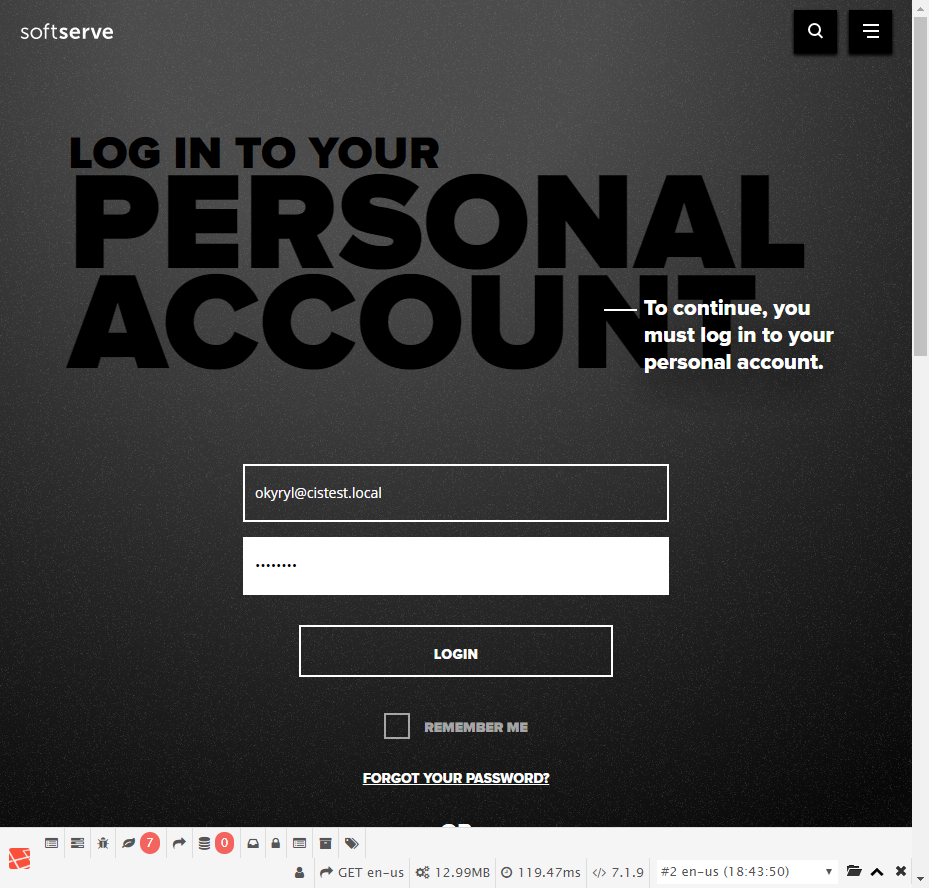 softserve
LOG IN TO YOUR
PERSONAL
ACCOUNT
To continue, you
must log in to your
personal account.
okyryl@cistest.local
••••••••
LOGIN
REMEMBER ME
FORGOT YOUR PASSWORD?
OR
7
0
GET en-us
12.99MB
119.47ms
7.1.9
#2 en-us (18:43:50)